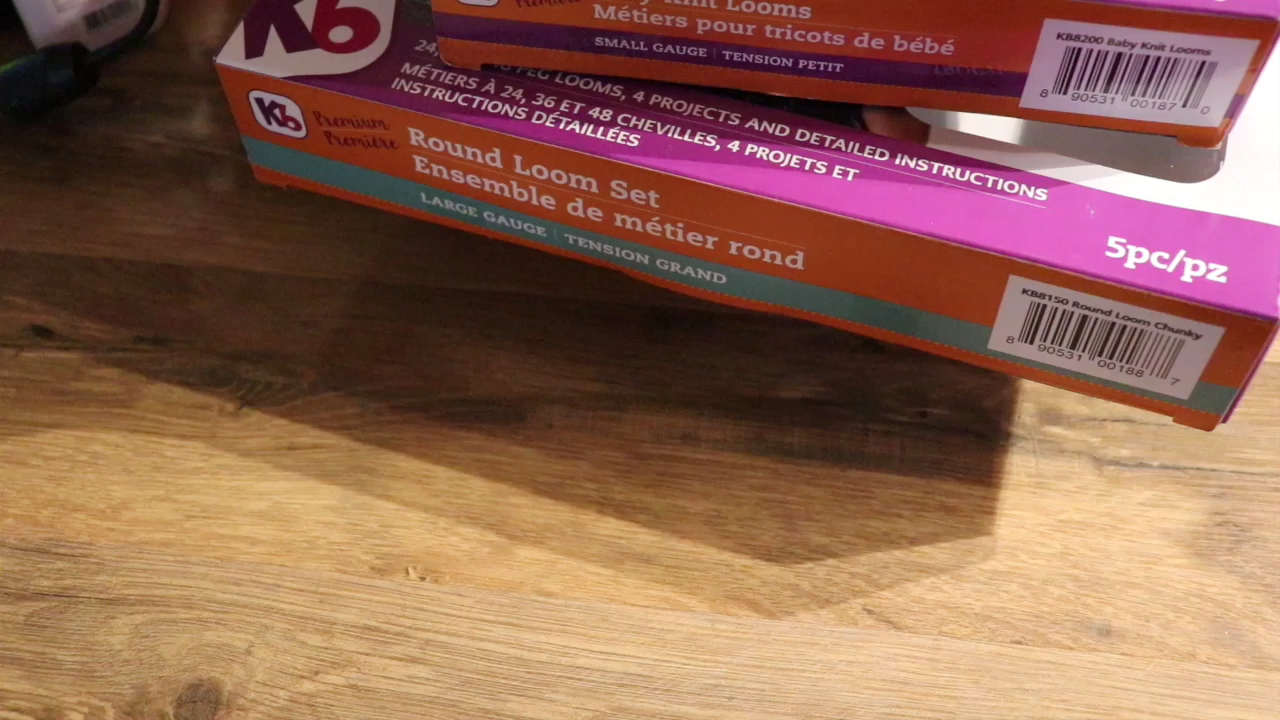 Knit Looms
Métiers pour tricots de bébé
SMALL GAUGE | TENSION PETIT
KB8200 Baby Knit Looms
8 90531 00187 0
Kb
24,
PEG LOOMS, 4 PROJECTS AND DETAILED INSTRUCTIONS
MÉTIERS À 24, 36 ET 48 CHEVILLES, 4 PROJETS ET
INSTRUCTIONS DÉTAILLÉES
5pc/pz
Kb
Premium
Première
Round Loom Set
Ensemble de métier rond
LARGE GAUGE | TENSION GRAND
KB8150 Round Loom Chunky
8 90531 00188 7